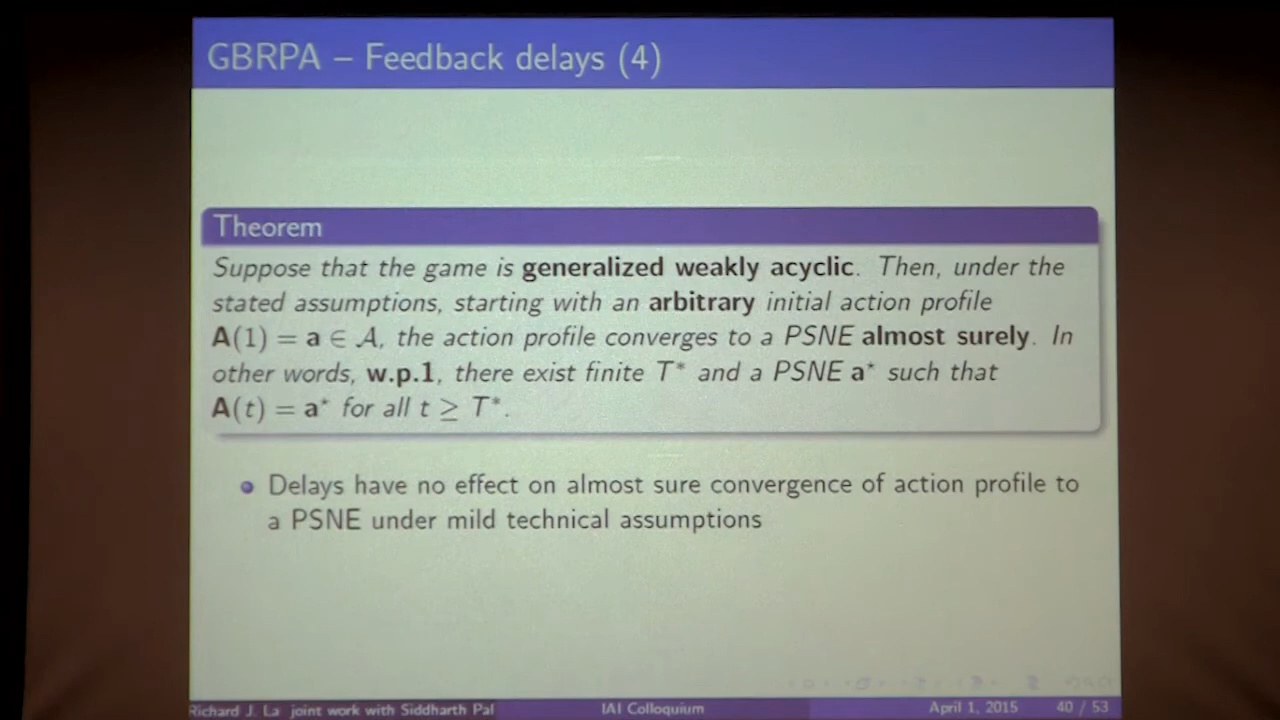 GBRPA – Feedback delays (4)
Theorem
Suppose that the game is generalized weakly acyclic. Then, under the
stated assumptions, starting with an arbitrary initial action profile
A(1) = a ∈ 𝒜, the action profile converges to a PSNE almost surely. In
other words, w.p.1, there exist finite T* and a PSNE a* such that
A(t) = a* for all t ≥ T*.
Delays have no effect on almost sure convergence of action profile to
a PSNE under mild technical assumptions
Richard J. La joint work with Siddharth Pal IAI Colloquium April 1, 2015 40 / 53